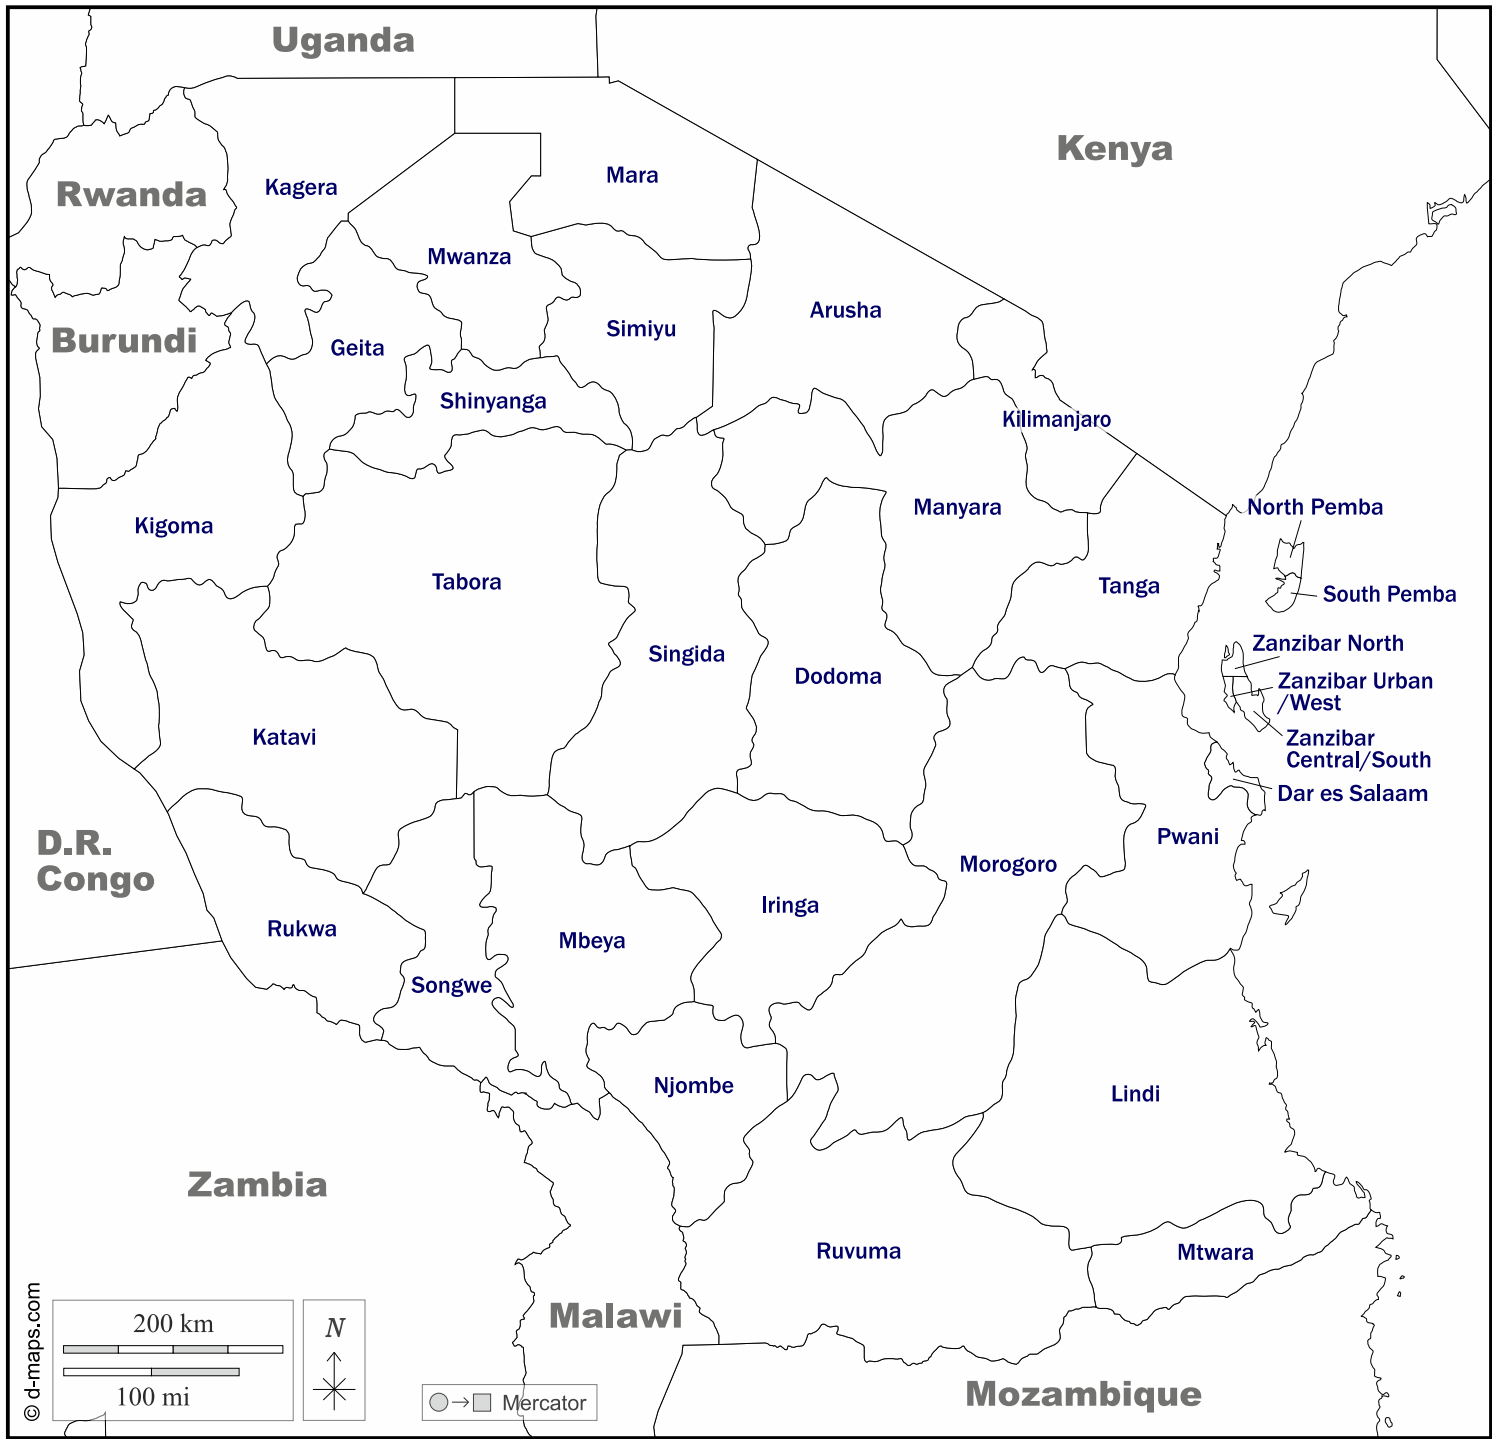 Uganda
Kenya
Mara
Rwanda
Kagera
Mwanza
Arusha
Simiyu
Burundi
Geita
Shinyanga
Kilimanjaro
Manyara
North Pemba
Kigoma
Tabora
Tanga
South Pemba
Zanzibar North
Singida
Dodoma
Zanzibar Urban
/West
Katavi
Zanzibar
Central/South
Dar es Salaam
D.R.
Congo
Pwani
Morogoro
Iringa
Rukwa
Mbeya
Songwe
Njombe
Lindi
Zambia
Ruvuma
Mtwara
Malawi
Mozambique
© d-maps.com
200 km
100 mi
N
Mercator